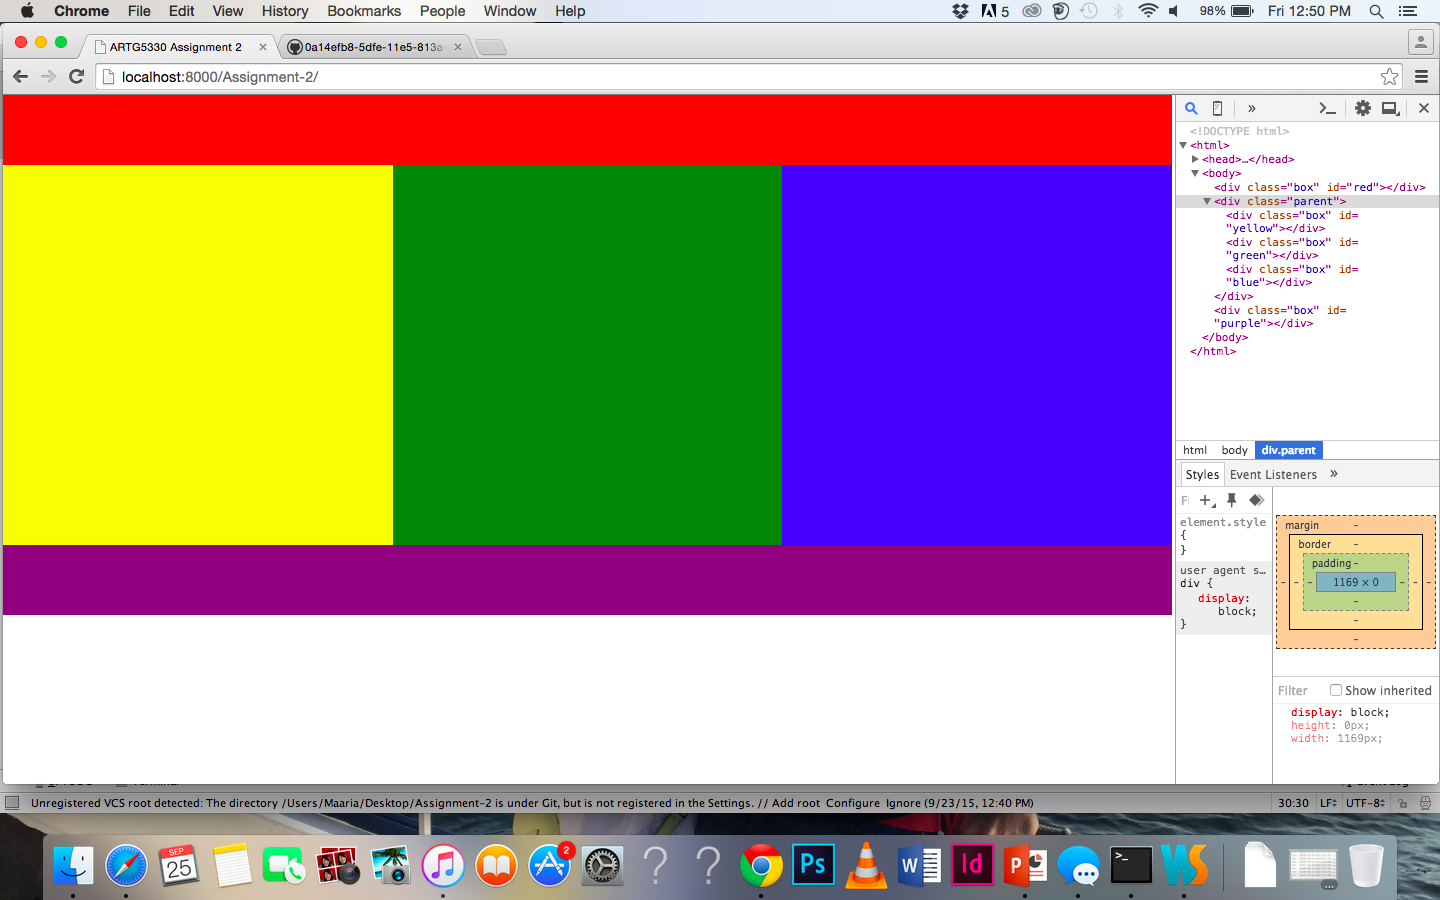 Chrome File Edit View History Bookmarks People Window Help 5 98% Fri 12:50 PM
ARTG5330 Assignment 2
0a14efb8-5dfe-11e5-813a-
localhost:8000/Assignment-2/
<!DOCTYPE html>
<html>
<head>…</head>
<body>
<div class="box" id="red"></div>
<div class="parent">
<div class="box" id=
"yellow"></div>
<div class="box" id=
"green"></div>
<div class="box" id=
"blue"></div>
</div>
<div class="box" id=
"purple"></div>
</body>
</html>
html body div.parent
Styles Event Listeners »
element.style
{
}
user agent s…
div {
display:
block;
}
margin -
border -
padding -
- - - 1169 × 0 - - -
-
-
-
Filter Show inherited
display: block;
height: 0px;
width: 1169px;
Unregistered VCS root detected: The directory /Users/Maaria/Desktop/Assignment-2 is under Git, but is not registered in the Settings. // Add root Configure Ignore (9/23/15, 12:40 PM) 30:30 LF UTF-8
SEP
25
2
? ?
Ps
W
Id
P
>_
WS